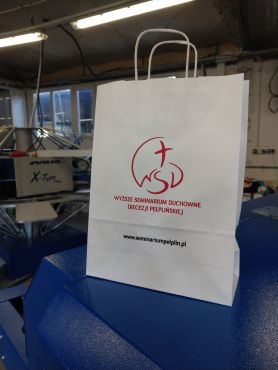 X-Type
WSD
WYŻSZE SEMINARIUM DUCHOWNE
DIECEZJI PELPLIŃSKIEJ
www.seminariumpelplin.pl